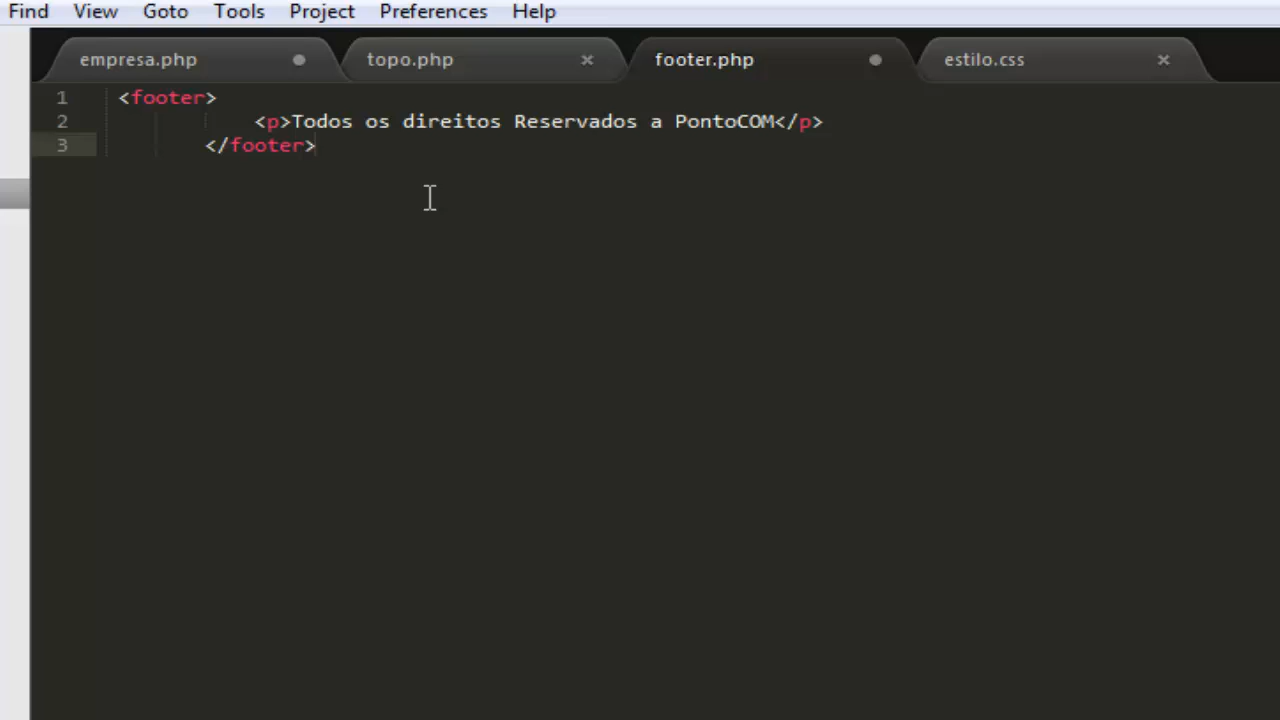 Find View Goto Tools Project Preferences Help
empresa.php topo.php footer.php estilo.css
1 <footer>
2 <p>Todos os direitos Reservados a PontoCOM</p>
3 </footer>